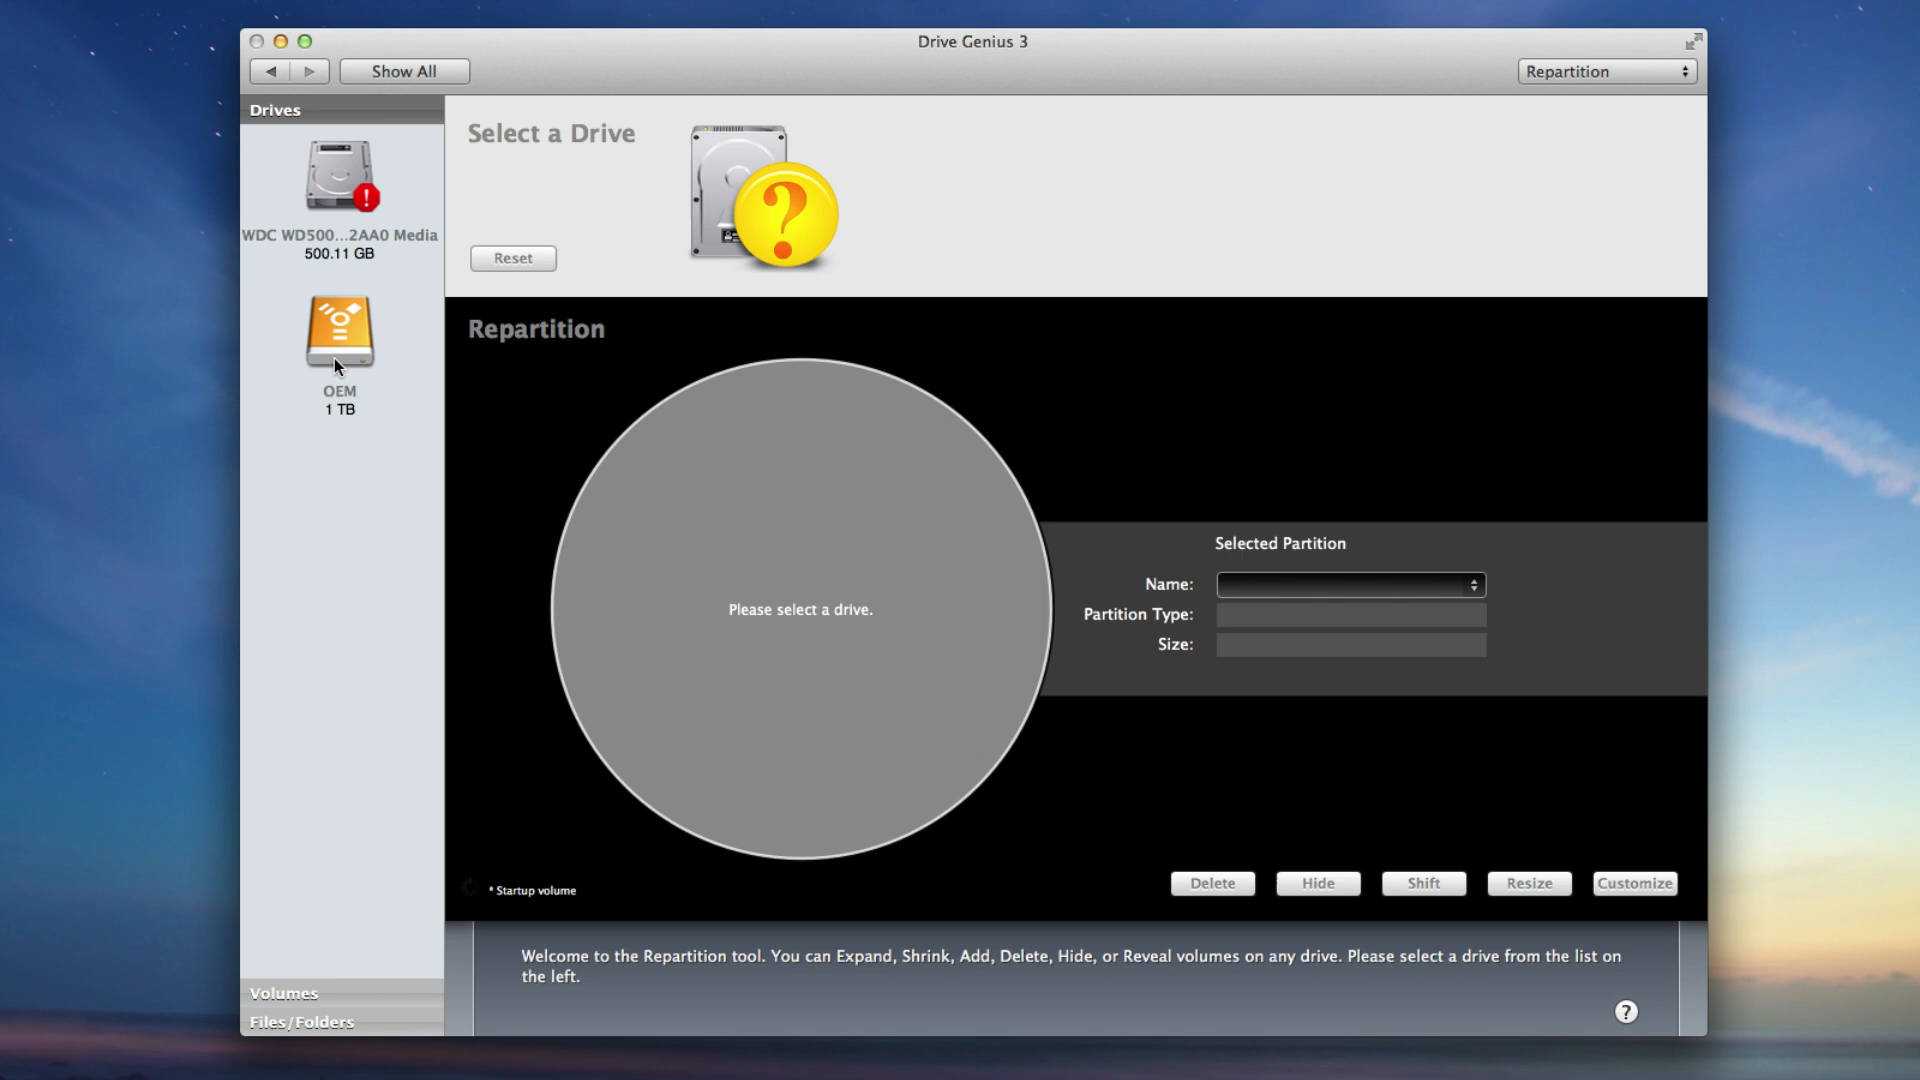 Drive Genius 3
Show All
Repartition
Drives
WDC WD500...2AA0 Media
500.11 GB
OEM
1 TB
Volumes
Files/Folders
Select a Drive
?
Reset
Repartition
Please select a drive.
Selected Partition
Name:
Partition Type:
Size:
* Startup volume
Delete
Hide
Shift
Resize
Customize
Welcome to the Repartition tool. You can Expand, Shrink, Add, Delete, Hide, or Reveal volumes on any drive. Please select a drive from the list on
the left.
?